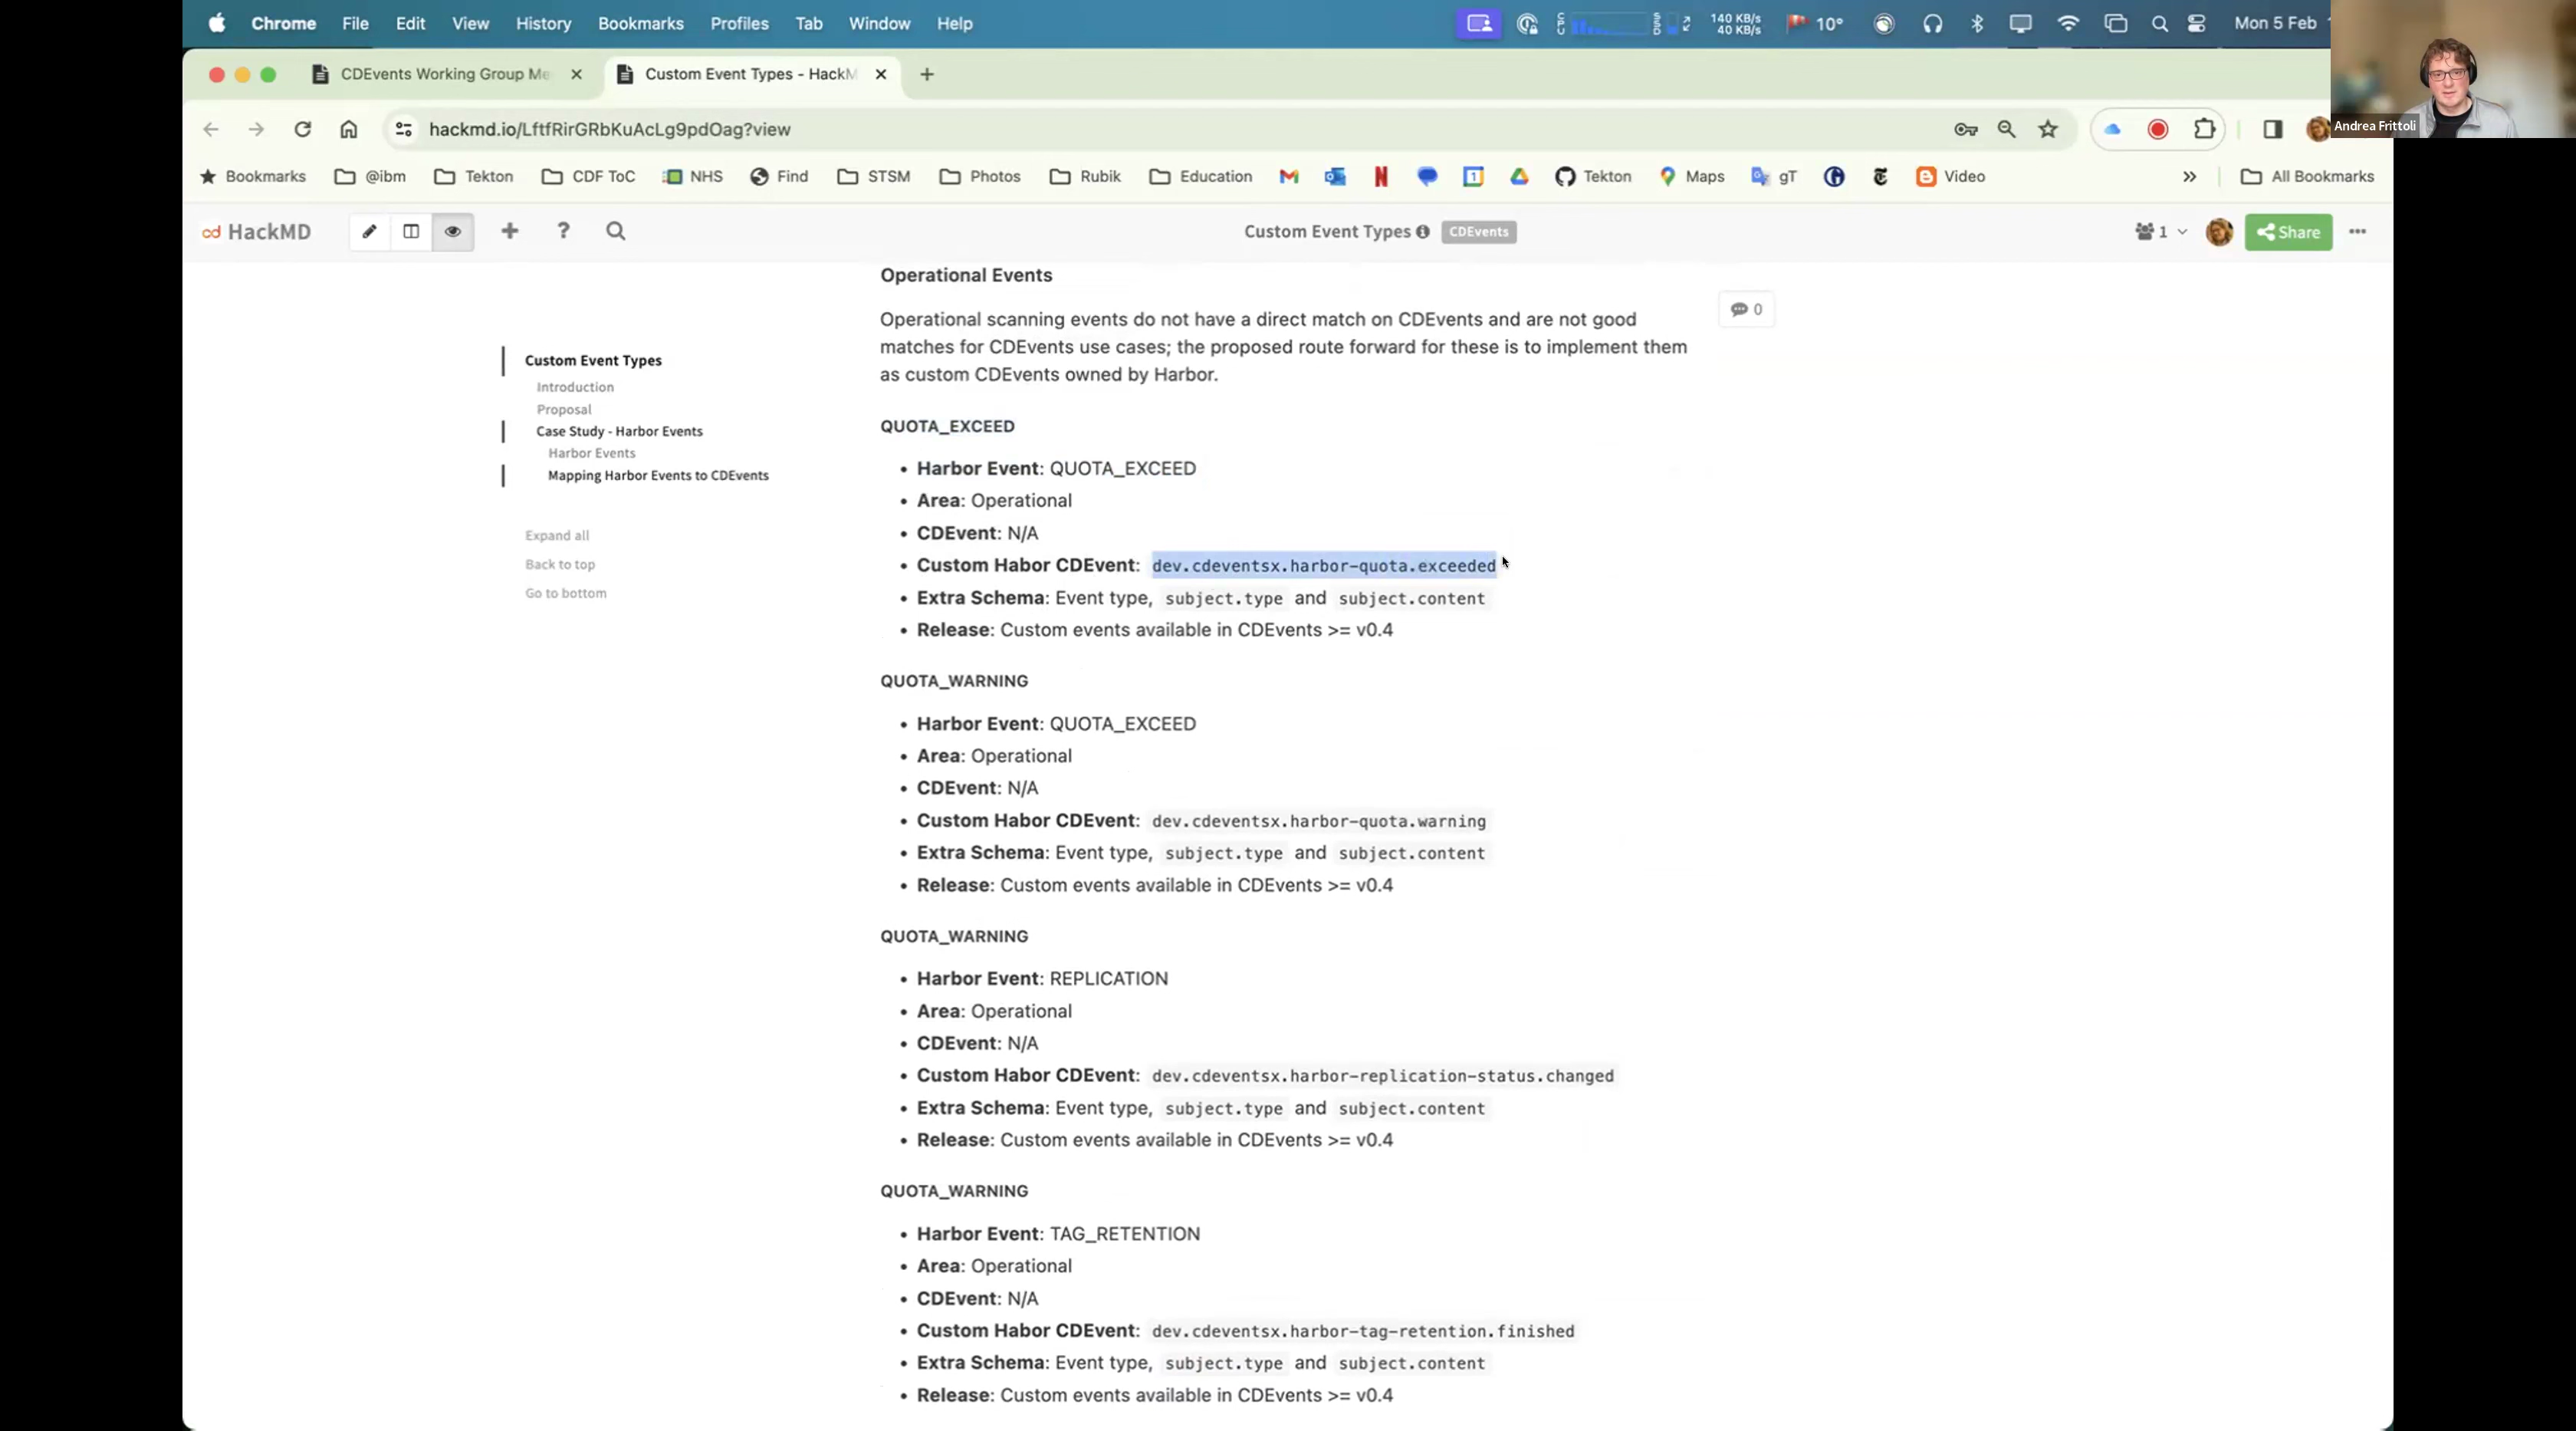 Chrome File Edit View History Bookmarks Profiles Tab Window Help
140 KB/s
40 KB/s
10°
Mon 5 Feb
CDEvents Working Group Me
Custom Event Types - HackM
hackmd.io/LftfRirGRbKuAcLg9pdOag?view
Andrea Frittoli
Bookmarks @ibm Tekton CDF ToC NHS Find STSM Photos Rubik Education Tekton Maps gT Video » All Bookmarks
HackMD
Custom Event Types CDEvents
1
Share
Operational Events
0
Operational scanning events do not have a direct match on CDEvents and are not good
matches for CDEvents use cases; the proposed route forward for these is to implement them
as custom CDEvents owned by Harbor.
Custom Event Types
Introduction
Proposal
Case Study - Harbor Events
Harbor Events
Mapping Harbor Events to CDEvents
Expand all
Back to top
Go to bottom
QUOTA_EXCEED
• Harbor Event: QUOTA_EXCEED
• Area: Operational
• CDEvent: N/A
• Custom Habor CDEvent: dev.cdeventsx.harbor-quota.exceeded
• Extra Schema: Event type, subject.type and subject.content
• Release: Custom events available in CDEvents >= v0.4
QUOTA_WARNING
• Harbor Event: QUOTA_EXCEED
• Area: Operational
• CDEvent: N/A
• Custom Habor CDEvent: dev.cdeventsx.harbor-quota.warning
• Extra Schema: Event type, subject.type and subject.content
• Release: Custom events available in CDEvents >= v0.4
QUOTA_WARNING
• Harbor Event: REPLICATION
• Area: Operational
• CDEvent: N/A
• Custom Habor CDEvent: dev.cdeventsx.harbor-replication-status.changed
• Extra Schema: Event type, subject.type and subject.content
• Release: Custom events available in CDEvents >= v0.4
QUOTA_WARNING
• Harbor Event: TAG_RETENTION
• Area: Operational
• CDEvent: N/A
• Custom Habor CDEvent: dev.cdeventsx.harbor-tag-retention.finished
• Extra Schema: Event type, subject.type and subject.content
• Release: Custom events available in CDEvents >= v0.4